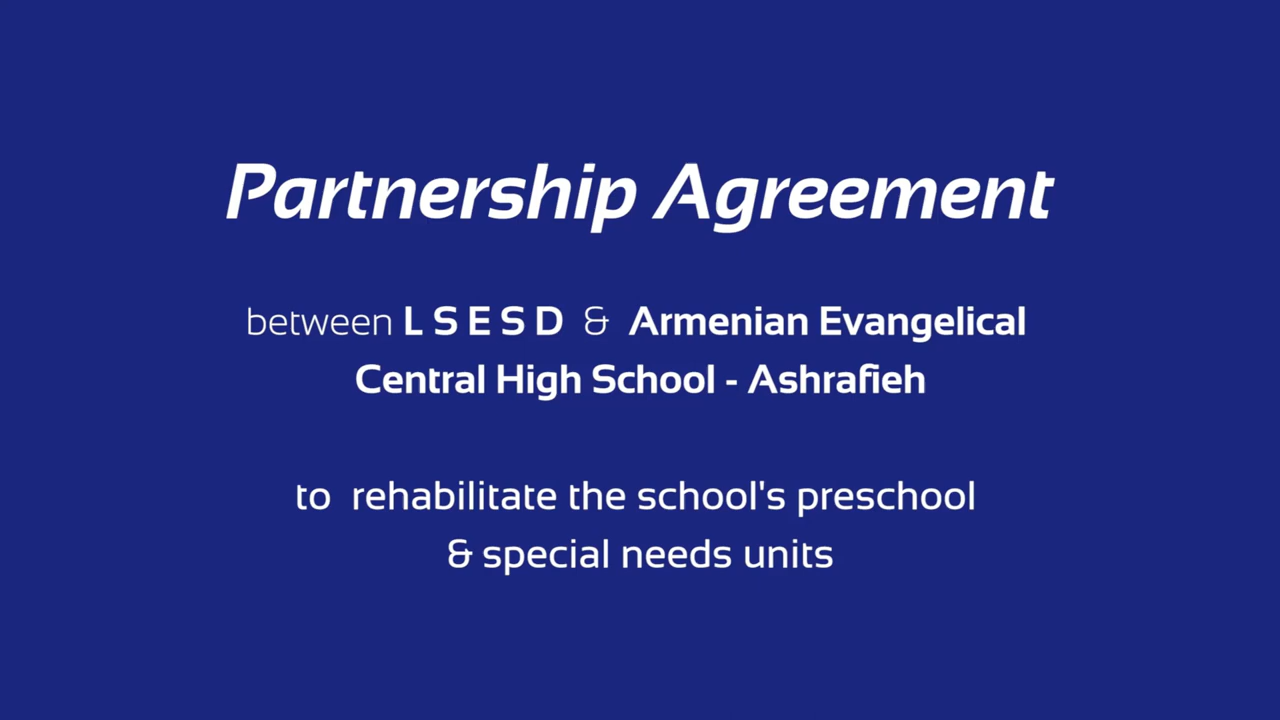 Partnership Agreement
between L S E S D & Armenian Evangelical
Central High School - Ashrafieh
to rehabilitate the school's preschool
& special needs units